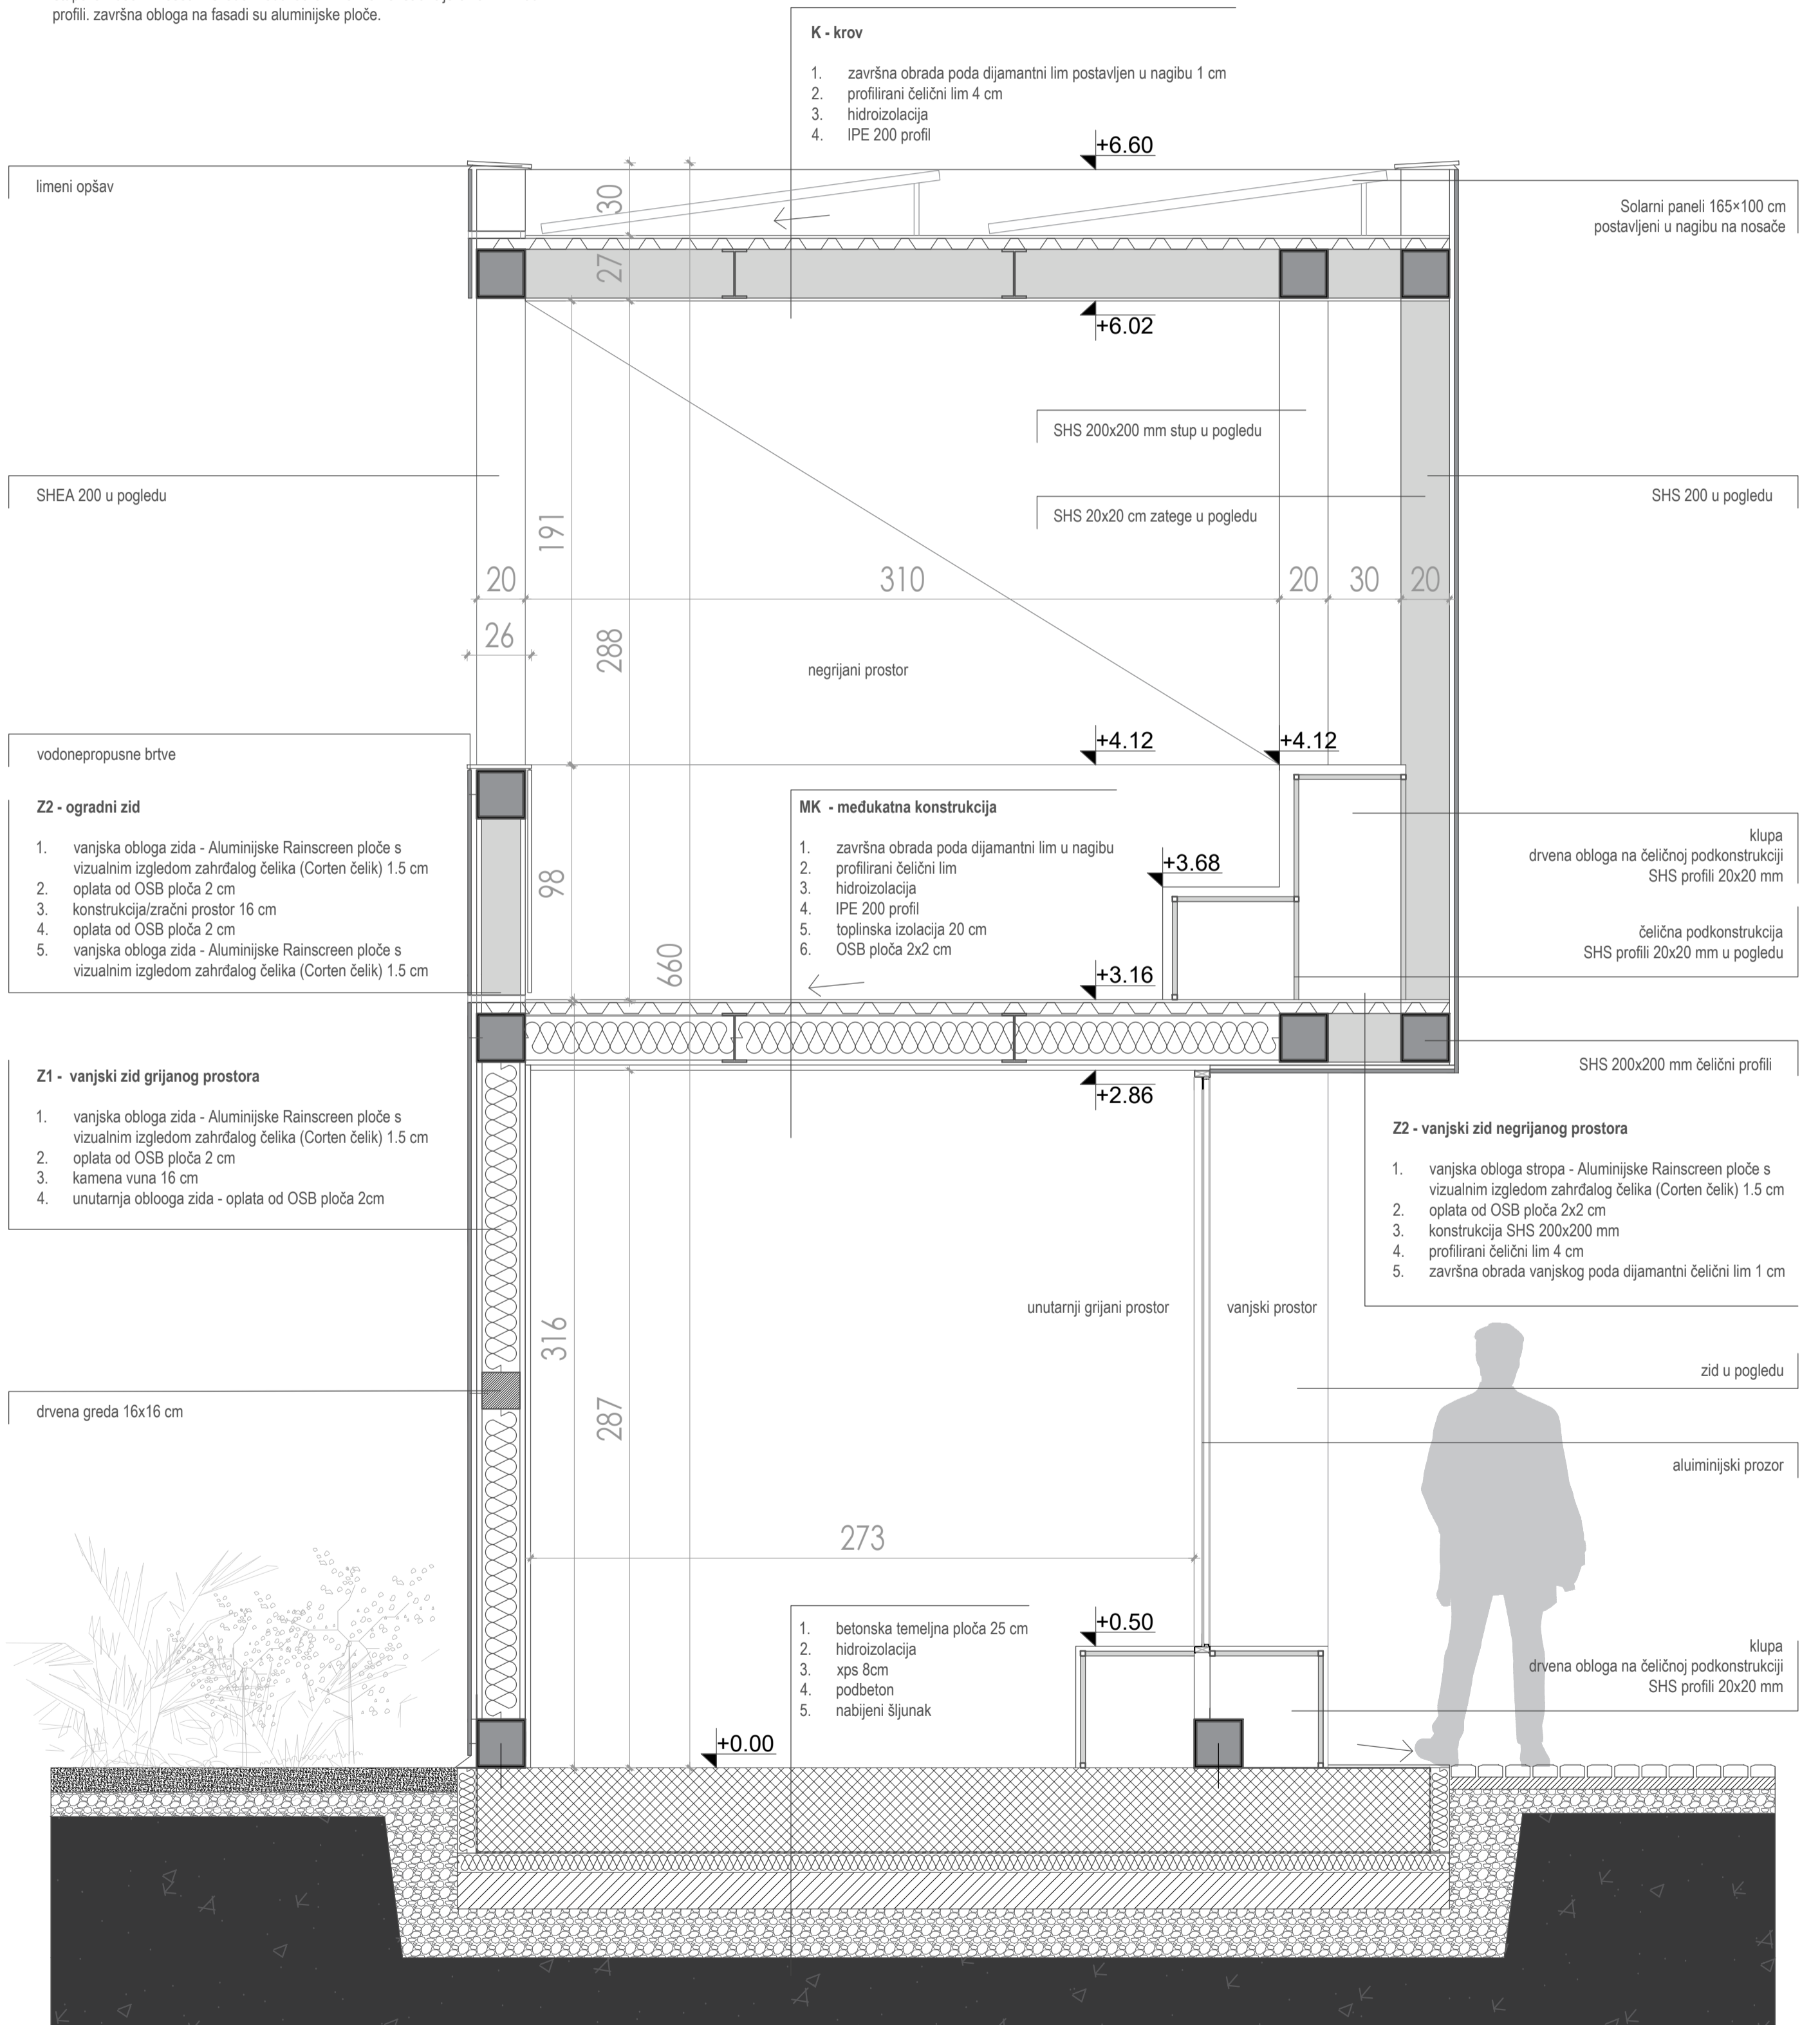 profili. završna obloga na fasadi su aluminijske ploče.
K - krov
1. završna obrada poda dijamantni lim postavljen u nagibu 1 cm
2. profilirani čelični lim 4 cm
3. hidroizolacija
4. IPE 200 profil
+6.60
limeni opšav
30
Solarni paneli 165×100 cm
postavljeni u nagibu na nosače
27
+6.02
SHS 200x200 mm stup u pogledu
SHEA 200 u pogledu
SHS 200 u pogledu
SHS 20x20 cm zatege u pogledu
191
20
310
20
30
20
26
288
negrijani prostor
+4.12
+4.12
vodonepropusne brtve
Z2 - ogradni zid
1. vanjska obloga zida - Aluminijske Rainscreen ploče s
vizualnim izgledom zahrđalog čelika (Corten čelik) 1.5 cm
2. oplata od OSB ploča 2 cm
3. konstrukcija/zračni prostor 16 cm
4. oplata od OSB ploča 2 cm
5. vanjska obloga zida - Aluminijske Rainscreen ploče s
vizualnim izgledom zahrđalog čelika (Corten čelik) 1.5 cm
98
660
MK - međukatna konstrukcija
1. završna obrada poda dijamantni lim u nagibu
2. profilirani čelični lim
3. hidroizolacija
4. IPE 200 profil
5. toplinska izolacija 20 cm
6. OSB ploča 2x2 cm
+3.68
+3.16
klupa
drvena obloga na čeličnoj podkonstrukciji
SHS profili 20x20 mm
čelična podkonstrukcija
SHS profili 20x20 mm u pogledu
SHS 200x200 mm čelični profili
+2.86
Z1 - vanjski zid grijanog prostora
1. vanjska obloga zida - Aluminijske Rainscreen ploče s
vizualnim izgledom zahrđalog čelika (Corten čelik) 1.5 cm
2. oplata od OSB ploča 2 cm
3. kamena vuna 16 cm
4. unutarnja oblooga zida - oplata od OSB ploča 2cm
Z2 - vanjski zid negrijanog prostora
1. vanjska obloga stropa - Aluminijske Rainscreen ploče s
vizualnim izgledom zahrđalog čelika (Corten čelik) 1.5 cm
2. oplata od OSB ploča 2x2 cm
3. konstrukcija SHS 200x200 mm
4. profilirani čelični lim 4 cm
5. završna obrada vanjskog poda dijamantni čelični lim 1 cm
unutarnji grijani prostor
vanjski prostor
316
287
zid u pogledu
drvena greda 16x16 cm
aluiminijski prozor
273
1. betonska temeljna ploča 25 cm
2. hidroizolacija
3. xps 8cm
4. podbeton
5. nabijeni šljunak
+0.50
klupa
drvena obloga na čeličnoj podkonstrukciji
SHS profili 20x20 mm
+0.00